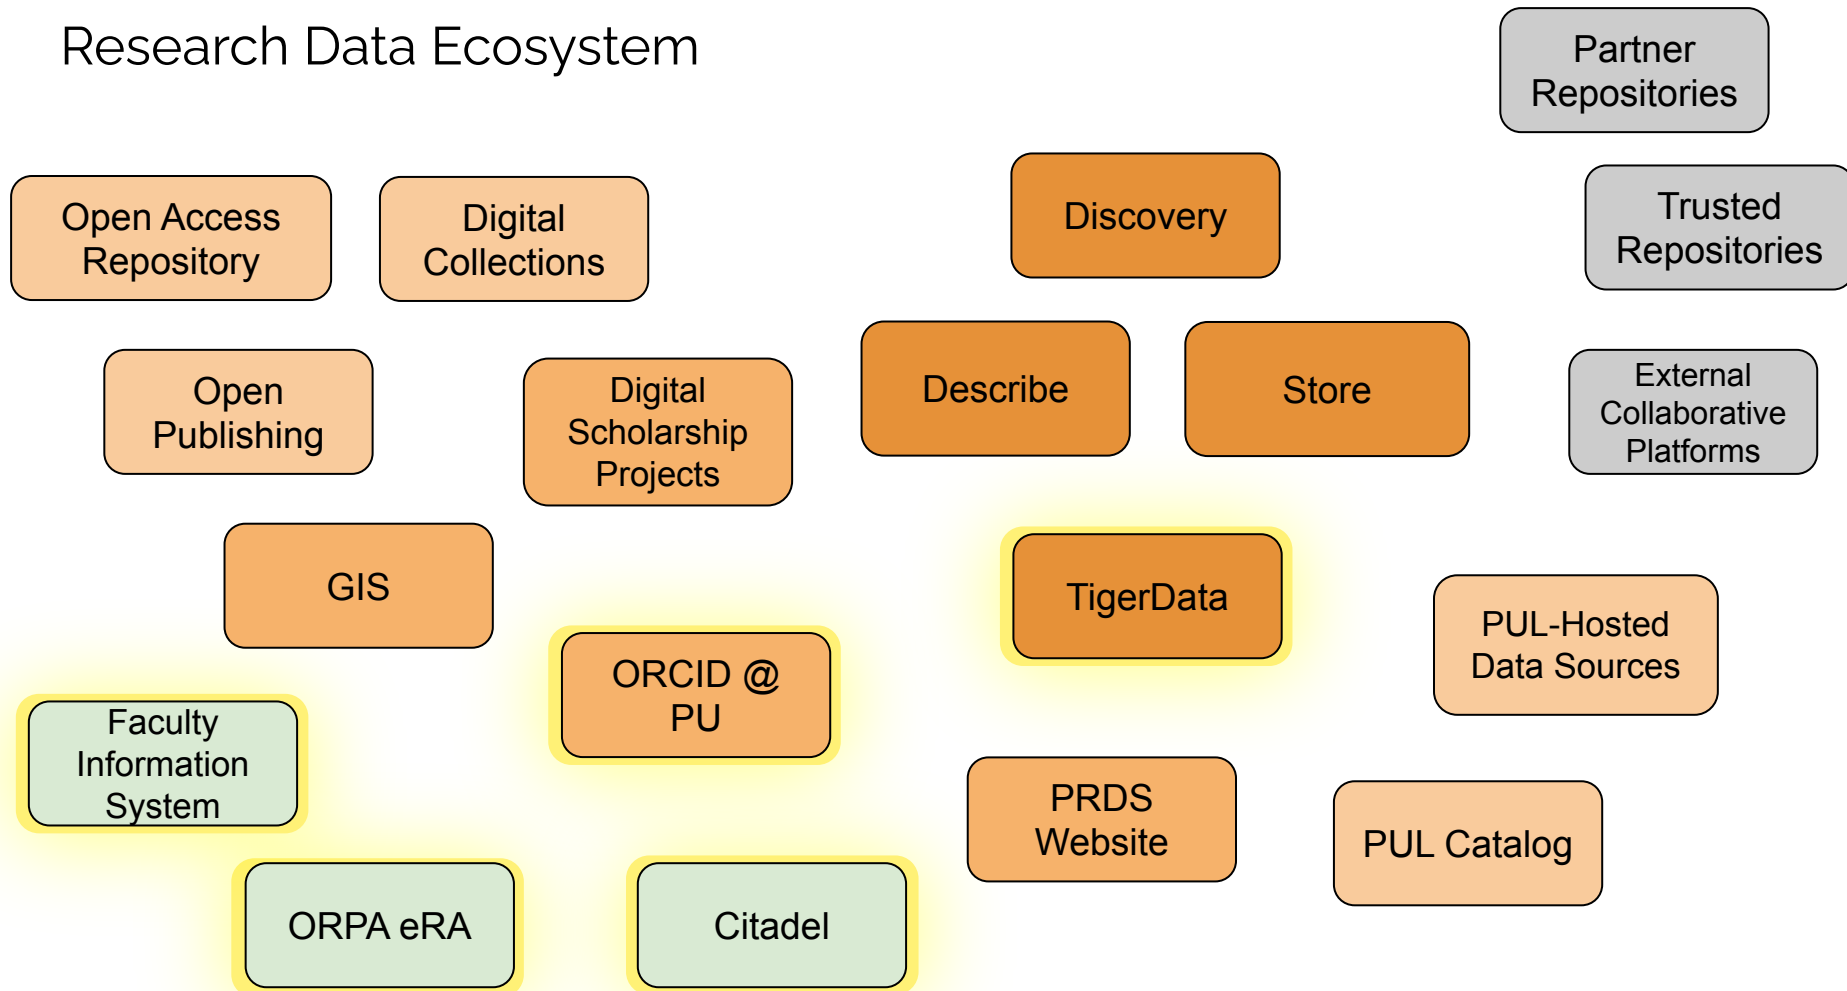 Research Data Ecosystem
Partner
Repositories
Open Access
Repository
Digital
Collections
Discovery
Trusted
Repositories
Open
Publishing
Digital
Scholarship
Projects
Describe
Store
External
Collaborative
Platforms
GIS
TigerData
ORCID @
PU
PUL-Hosted
Data Sources
Faculty
Information
System
PRDS
Website
PUL Catalog
ORPA eRA
Citadel